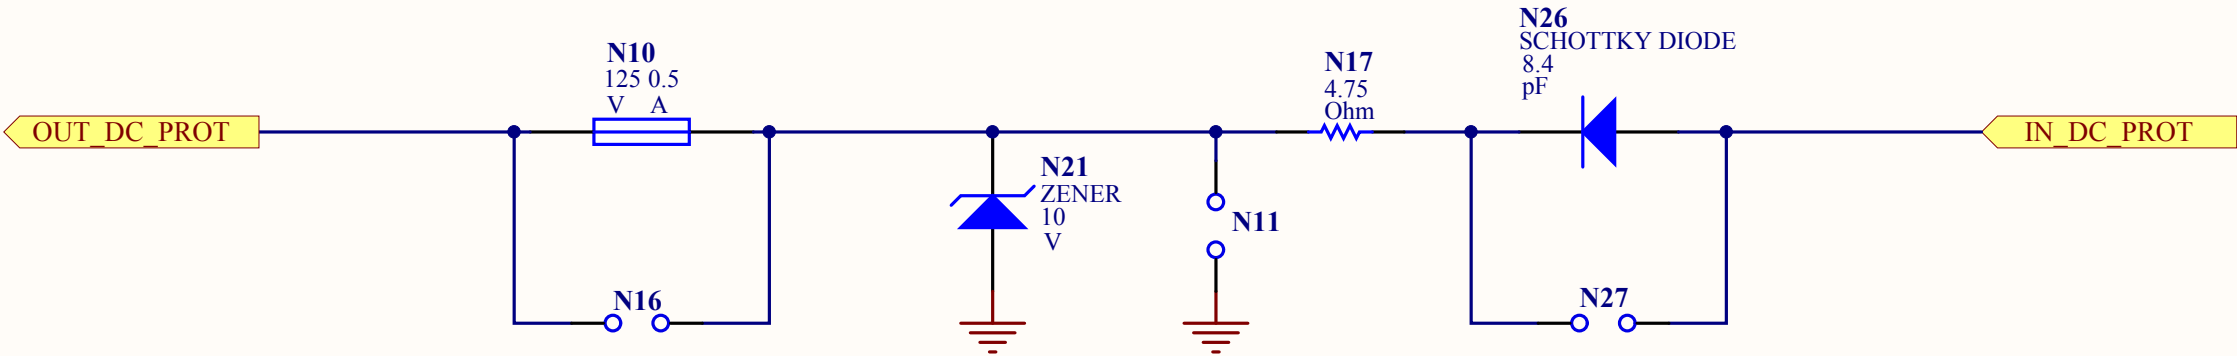 OUT_DC_PROT
N10
125 0.5
V A
N16
N21
ZENER
10
V
N11
N17
4.75
Ohm
N26
SCHOTTKY DIODE
8.4
pF
N27
IN_DC_PROT